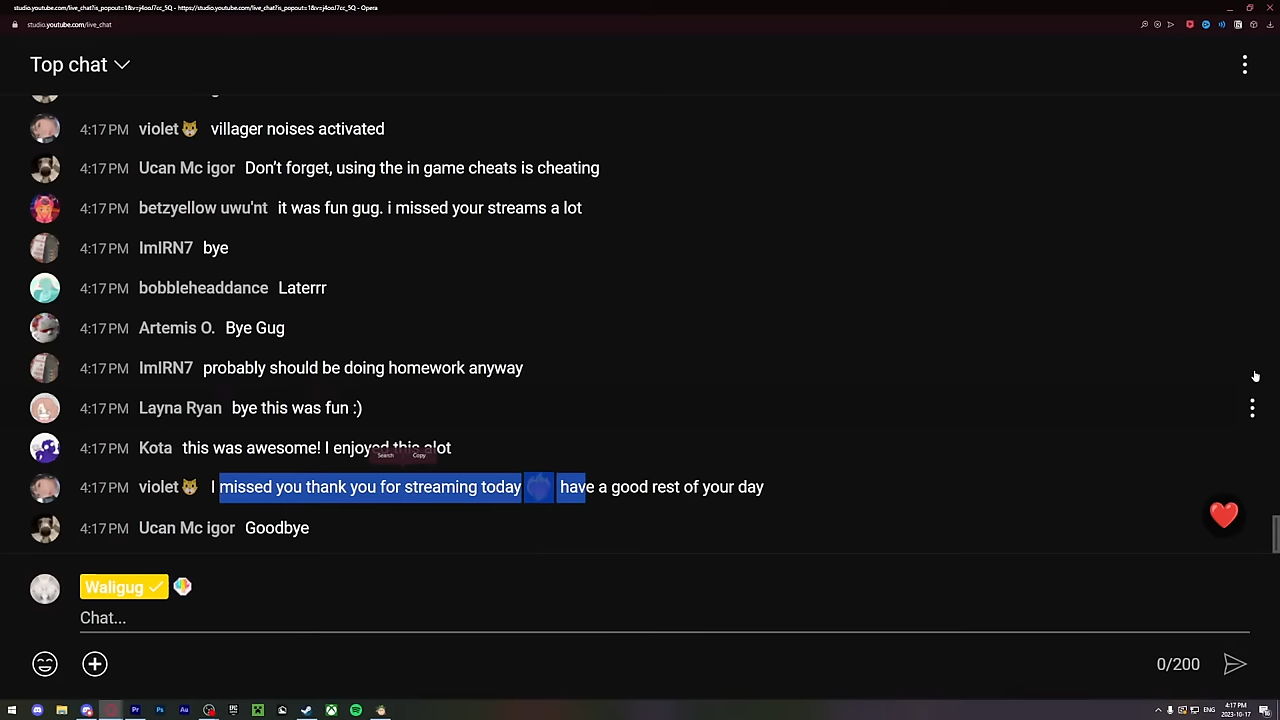 studio.youtube.com/live_chat?is_popout=1&v=j4oaJ7cc_5Q - https://studio.youtube.com/live_chat?is_popout=1&v=j4oaJ7cc_5Q - Opera
studio.youtube.com/live_chat
Top chat
4:17 PM violet🐱 villager noises activated
4:17 PM Ucan Mc igor Don't forget, using the in game cheats is cheating
4:17 PM betzyellow uwu'nt it was fun gug. i missed your streams a lot
4:17 PM ImIRN7 bye
4:17 PM bobbleheaddance Laterrr
4:17 PM Artemis O. Bye Gug
4:17 PM ImIRN7 probably should be doing homework anyway
4:17 PM Layna Ryan bye this was fun :)
4:17 PM Kota this was awesome! I enjoyed this alot
Search Copy
4:17 PM violet🐱 I missed you thank you for streaming today 💜 have a good rest of your day
4:17 PM Ucan Mc igor Goodbye
Waligug
Chat...
0/200
Pr Ps Au ENG 4:17 PM
2023-10-17